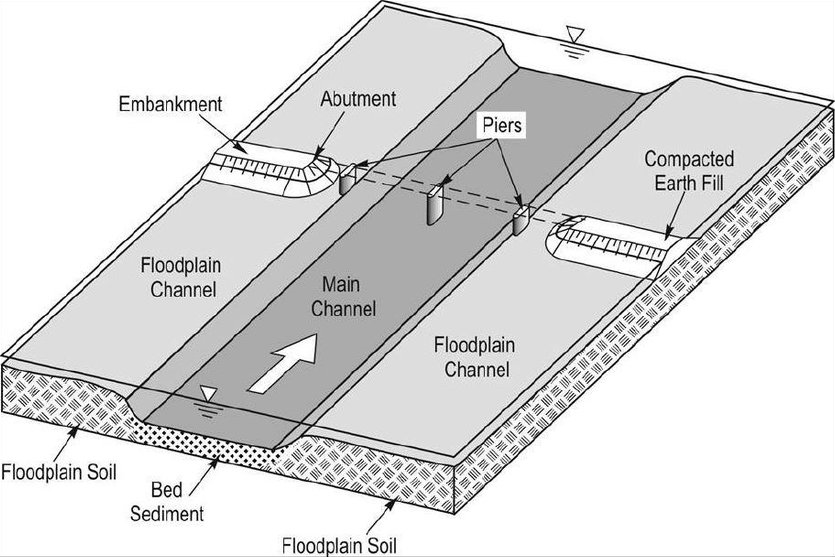 Embankment
Abutment
Piers
Compacted
Earth Fill
Floodplain
Channel
Main
Channel
Floodplain
Channel
Floodplain Soil
Bed
Sediment
Floodplain Soil